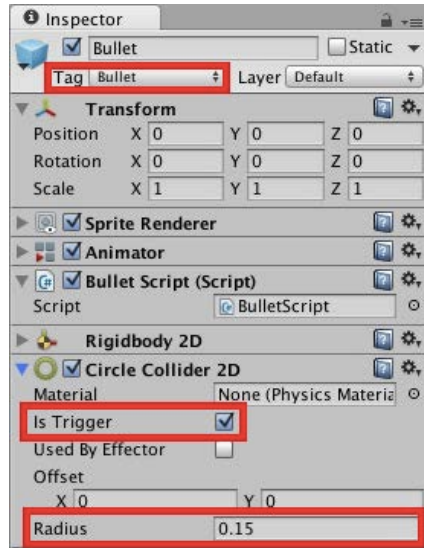 Inspector
Bullet Static
Tag Bullet Layer Default
Transform
Position X 0 Y 0 Z 0
Rotation X 0 Y 0 Z 0
Scale X 1 Y 1 Z 1
Sprite Renderer
Animator
C# Bullet Script (Script)
Script C# BulletScript
Rigidbody 2D
Circle Collider 2D
Material None (Physics Materia
Is Trigger
Used By Effector
Offset
X 0 Y 0
Radius 0.15